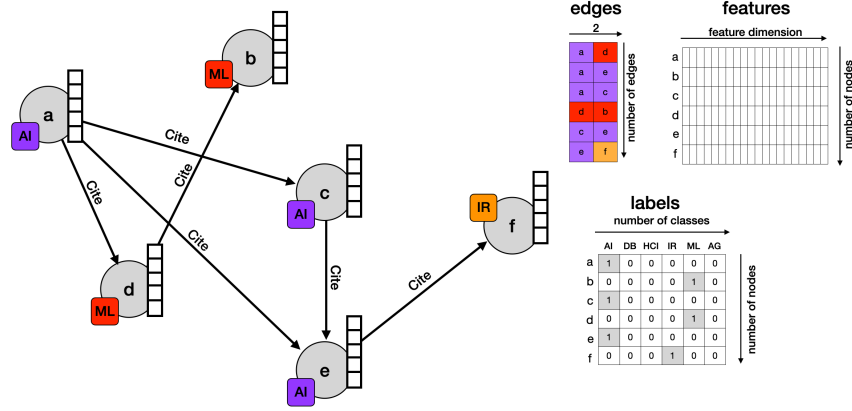 b
ML
a
AI
Cite
Cite
Cite
Cite
c
AI
IR
f
Cite
d
ML
Cite
e
AI
edges
2
a d
a e
a c
d b
c e
e f
number of edges
features
feature dimension
a
b
c
d
e
f
number of nodes
labels
number of classes
AI DB HCI IR ML AG
a 1 0 0 0 0 0
b 0 0 0 0 1 0
c 1 0 0 0 0 0
d 0 0 0 0 1 0
e 1 0 0 0 0 0
f 0 0 0 1 0 0
number of nodes